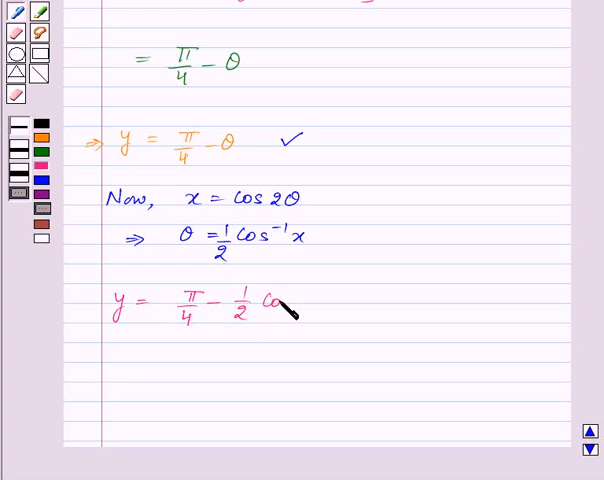 = π/4 - θ
⇒ y = π/4 - θ ✓
Now, x = cos 2θ
⇒ θ = 1/2 cos⁻¹ x
y = π/4 - 1/2 co